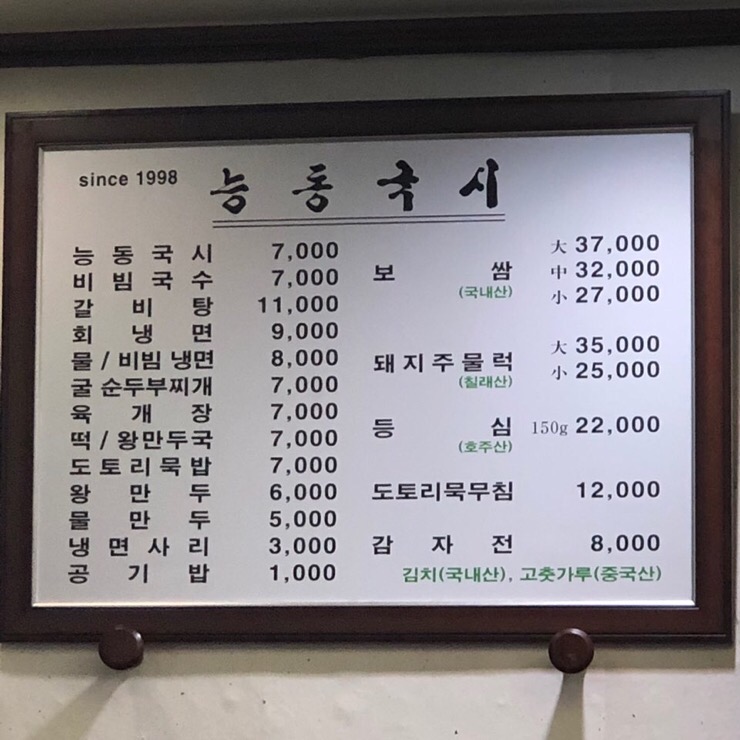 since 1998
능동국시
능동국시 7,000
비빔국수 7,000
갈비탕 11,000
회냉면 9,000
물/비빔냉면 8,000
굴순두부찌개 7,000
육개장 7,000
떡/왕만두국 7,000
도토리묵밥 7,000
왕만두 6,000
물만두 5,000
냉면사리 3,000
공기밥 1,000
大 37,000
보쌈 中 32,000
(국내산) 小 27,000
大 35,000
돼지주물럭 小 25,000
(칠래산)
등심 150g 22,000
(호주산)
도토리묵무침 12,000
감자전 8,000
김치(국내산), 고춧가루(중국산)